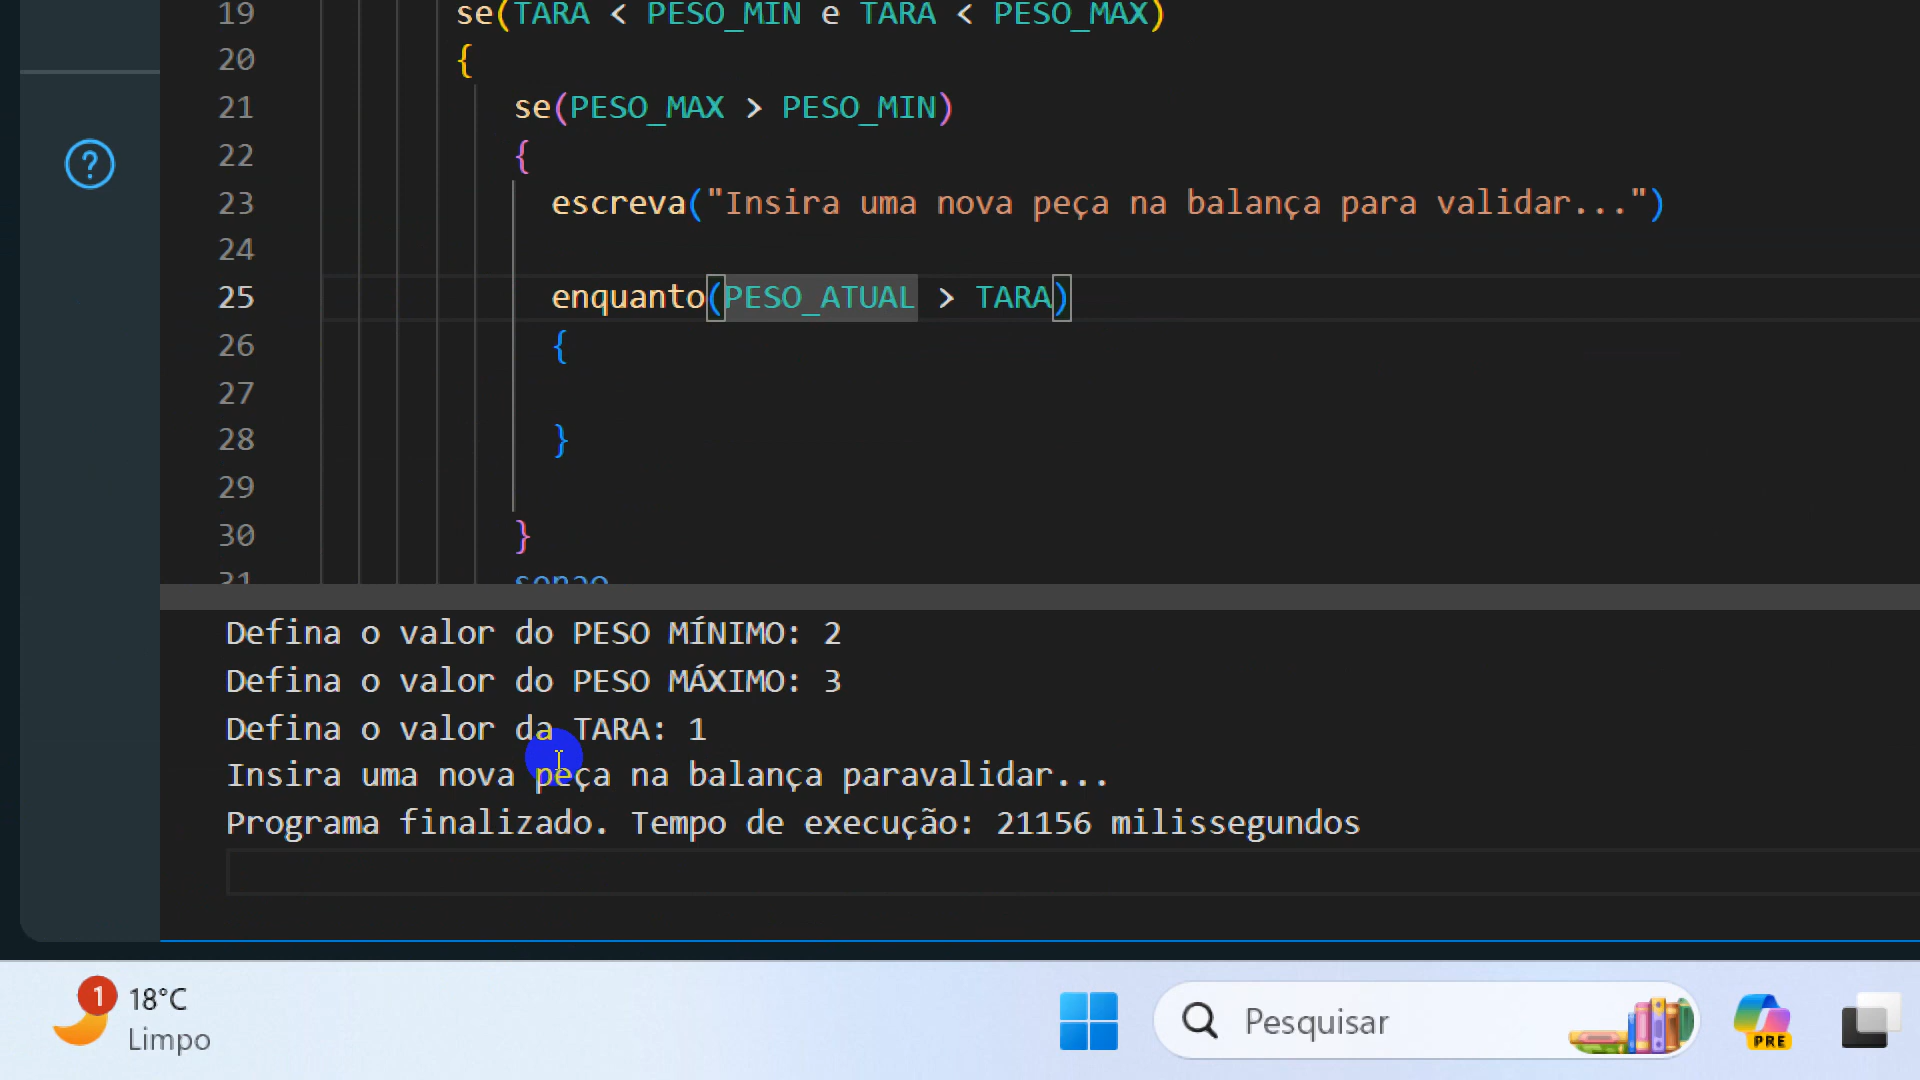 19 se(TARA < PESO_MIN e TARA < PESO_MAX)
20 {
21 se(PESO_MAX > PESO_MIN)
22 {
23 escreva("Insira uma nova peça na balança para validar...")
24
25 enquanto(PESO_ATUAL > TARA)
26 {
27
28 }
29
30 }
31 senao
Defina o valor do PESO MÍNIMO: 2
Defina o valor do PESO MÁXIMO: 3
Defina o valor da TARA: 1
Insira uma nova peça na balança paravalidar...
Programa finalizado. Tempo de execução: 21156 milissegundos
1 18°C
Limpo
Pesquisar
PRE